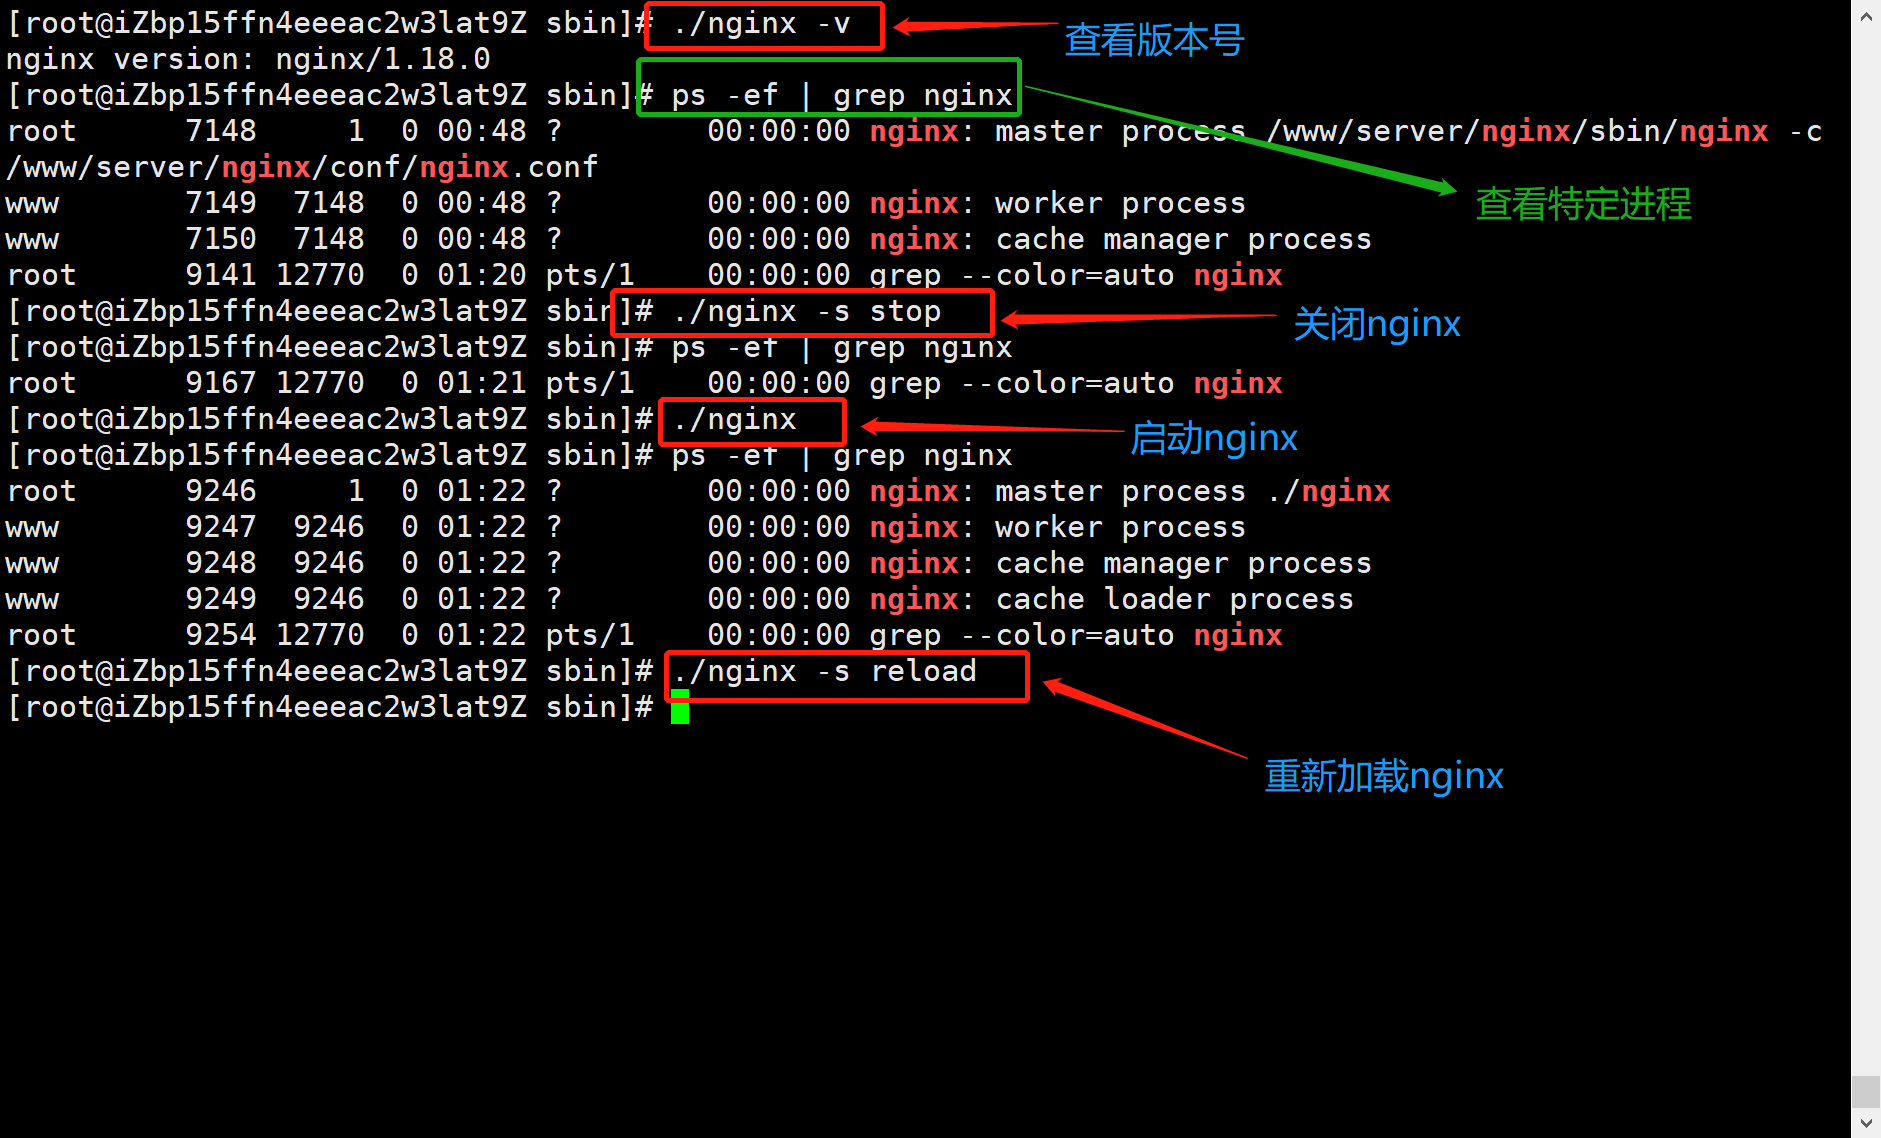 [root@iZbp15ffn4eeeac2w3lat9Z sbin]# ./nginx -v
查看版本号
nginx version: nginx/1.18.0
[root@iZbp15ffn4eeeac2w3lat9Z sbin]# ps -ef | grep nginx
root      7148     1  0 00:48 ?        00:00:00 nginx: master process /www/server/nginx/sbin/nginx -c
/www/server/nginx/conf/nginx.conf
www       7149  7148  0 00:48 ?        00:00:00 nginx: worker process
查看特定进程
www       7150  7148  0 00:48 ?        00:00:00 nginx: cache manager process
root      9141 12770  0 01:20 pts/1    00:00:00 grep --color=auto nginx
[root@iZbp15ffn4eeeac2w3lat9Z sbin]# ./nginx -s stop
关闭nginx
[root@iZbp15ffn4eeeac2w3lat9Z sbin]# ps -ef | grep nginx
root      9167 12770  0 01:21 pts/1    00:00:00 grep --color=auto nginx
[root@iZbp15ffn4eeeac2w3lat9Z sbin]# ./nginx
启动nginx
[root@iZbp15ffn4eeeac2w3lat9Z sbin]# ps -ef | grep nginx
root      9246     1  0 01:22 ?        00:00:00 nginx: master process ./nginx
www       9247  9246  0 01:22 ?        00:00:00 nginx: worker process
www       9248  9246  0 01:22 ?        00:00:00 nginx: cache manager process
www       9249  9246  0 01:22 ?        00:00:00 nginx: cache loader process
root      9254 12770  0 01:22 pts/1    00:00:00 grep --color=auto nginx
[root@iZbp15ffn4eeeac2w3lat9Z sbin]# ./nginx -s reload
[root@iZbp15ffn4eeeac2w3lat9Z sbin]#
重新加载nginx